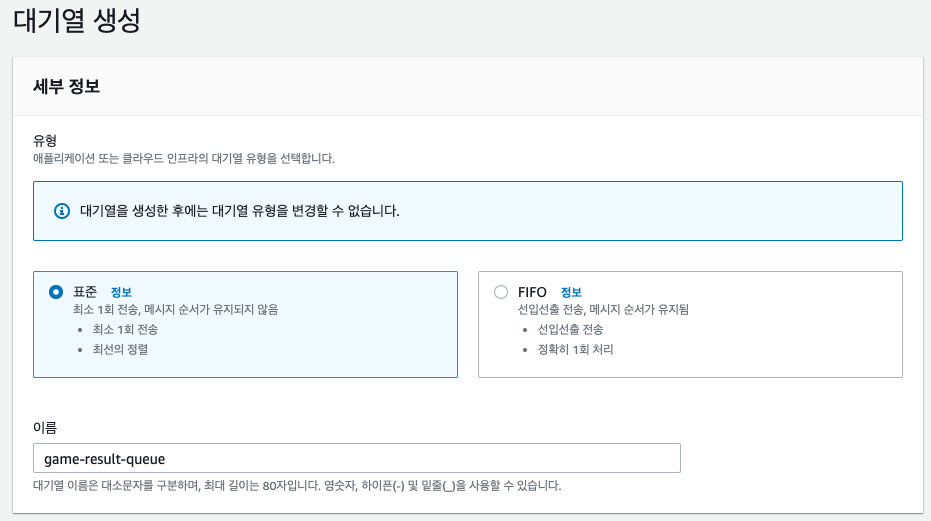 대기열 생성
세부 정보
유형
애플리케이션 또는 클라우드 인프라의 대기열 유형을 선택합니다.
대기열을 생성한 후에는 대기열 유형을 변경할 수 없습니다.
표준 정보
최소 1회 전송, 메시지 순서가 유지되지 않음
• 최소 1회 전송
• 최선의 정렬
FIFO 정보
선입선출 전송, 메시지 순서가 유지됨
• 선입선출 전송
• 정확히 1회 처리
이름
game-result-queue
대기열 이름은 대소문자를 구분하며, 최대 길이는 80자입니다. 영숫자, 하이픈(-) 및 밑줄(_)을 사용할 수 있습니다.